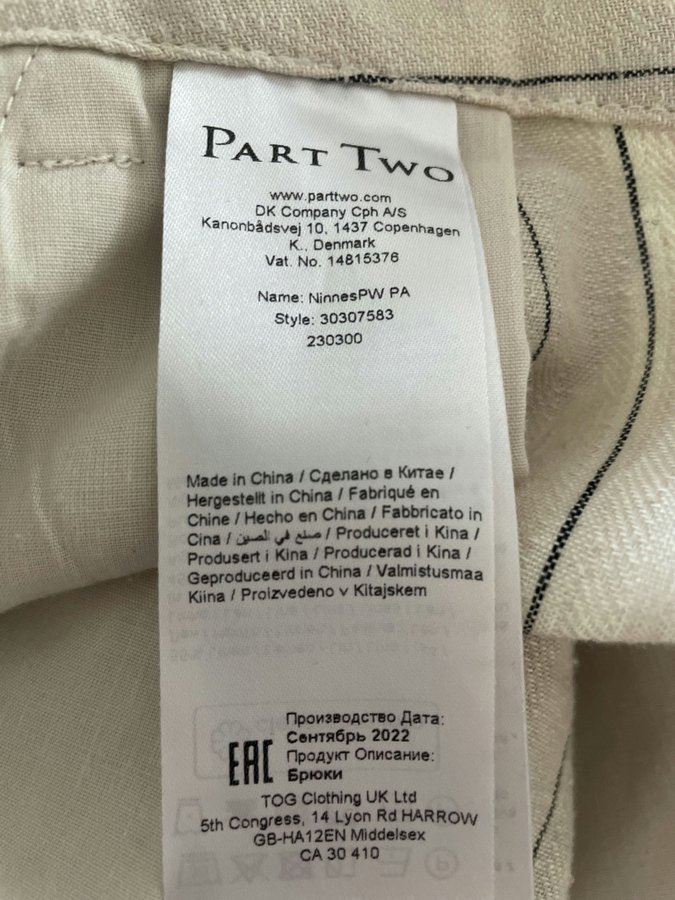 PART TWO
www.parttwo.com
DK Company Cph A/S
Kanonbådsvej 10, 1437 Copenhagen
K., Denmark
Vat. No. 14815376
Name: NinnesPW PA
Style: 30307583
230300
Made in China / Сделано в Китае /
Hergestellt in China / Fabriqué en
Chine / Hecho en China / Fabbricato in
Cina / صنع في الصين / Produceret i Kina /
Produsert i Kina / Producerad i Kina /
Geproduceerd in China / Valmistusmaa
Kiina / Proizvedeno v Kitajskem
Производство Дата:
Сентябрь 2022
EAC
Продукт Описание:
Брюки
TOG Clothing UK Ltd
5th Congress, 14 Lyon Rd HARROW
GB-HA12EN Middelsex
CA 30 410